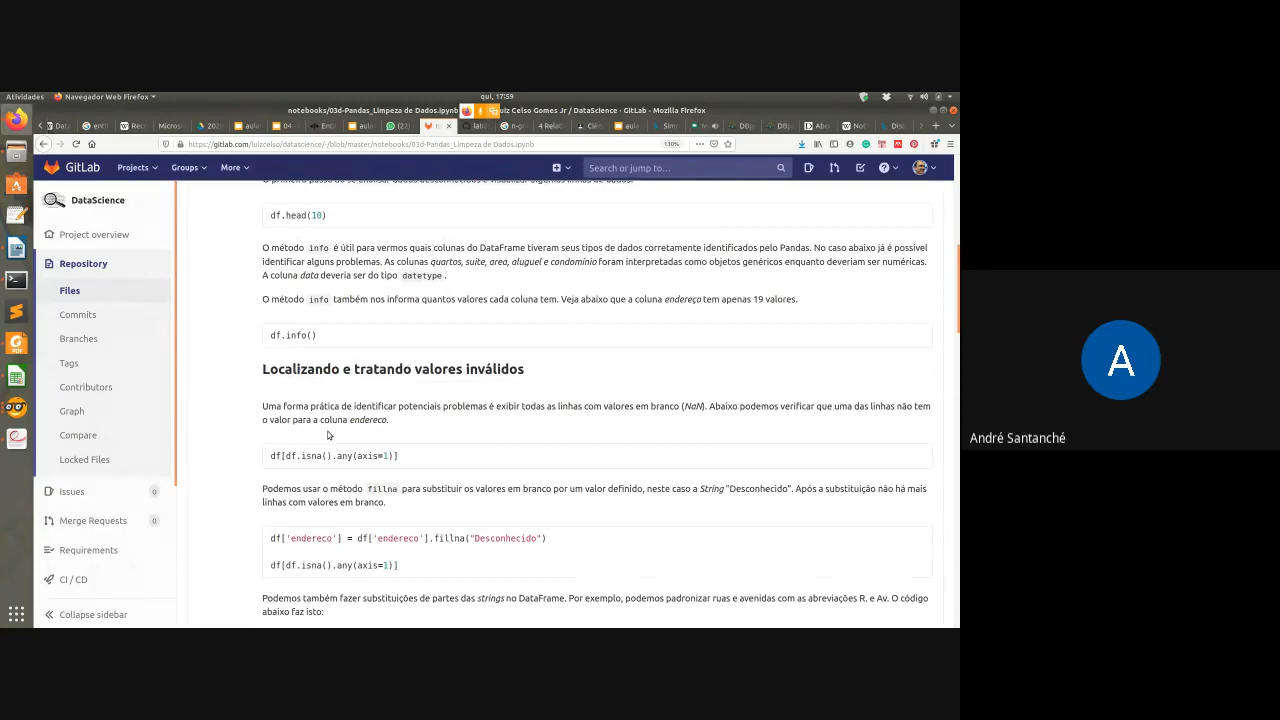 Atividades
Navegador Web Firefox
qui, 17:59
notebooks/03d-Pandas_Limpeza de Dados.ipynb
uiz Celso Gomes Jr / DataScience · GitLab - Mozilla Firefox
https://gitlab.com/luizcelso/datascience/-/blob/master/notebooks/03d-Pandas_Limpeza de Dados.ipynb
130%
GitLab
Projects
Groups
More
Search or jump to...
DataScience
Project overview
Repository
Files
Commits
Branches
Tags
Contributors
Graph
Compare
Locked Files
Issues
0
Merge Requests
0
Requirements
CI / CD
Collapse sidebar
df.head(10)
O método info é útil para vermos quais colunas do DataFrame tiveram seus tipos de dados corretamente identificados pelo Pandas. No caso abaixo já é possível
identificar alguns problemas. As colunas quartos, suite, area, aluguel e condomínio foram interpretadas como objetos genéricos enquanto deveriam ser numéricas.
A coluna data deveria ser do tipo datetype .
O método info também nos informa quantos valores cada coluna tem. Veja abaixo que a coluna endereço tem apenas 19 valores.
df.info()
Localizando e tratando valores inválidos
Uma forma prática de identificar potenciais problemas é exibir todas as linhas com valores em branco (NaN). Abaixo podemos verificar que uma das linhas não tem
o valor para a coluna endereco.
df[df.isna().any(axis=1)]
Podemos usar o método fillna para substituir os valores em branco por um valor definido, neste caso a String "Desconhecido". Após a substituição não há mais
linhas com valores em branco.
df['endereco'] = df['endereco'].fillna("Desconhecido")
df[df.isna().any(axis=1)]
Podemos também fazer substituições de partes das strings no DataFrame. Por exemplo, podemos padronizar ruas e avenidas com as abreviações R. e Av. O código
abaixo faz isto:
A
André Santanché